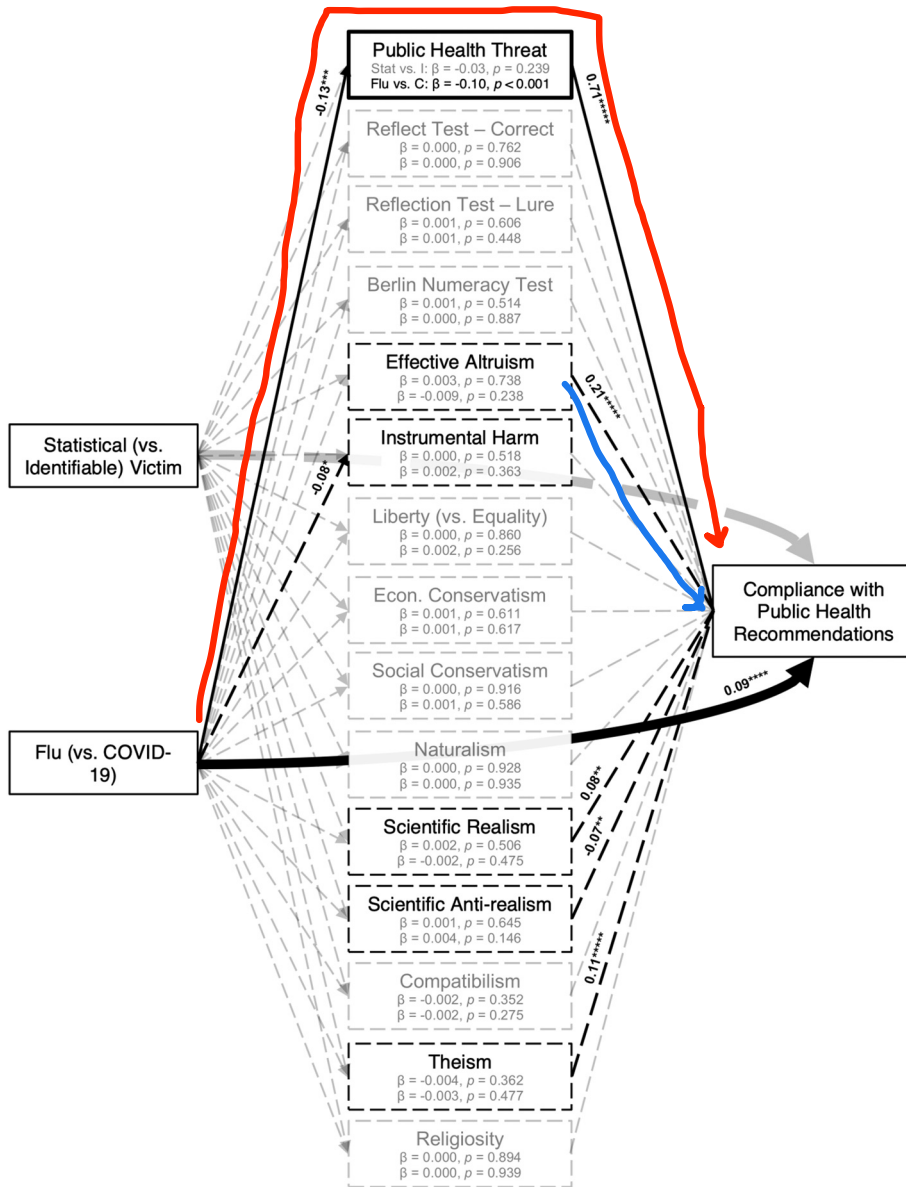 Public Health Threat
Stat vs. I: β = -0.03, p = 0.239
Flu vs. C: β = -0.10, p < 0.001
-0.13***
0.71*****
Reflect Test – Correct
β = 0.000, p = 0.762
β = 0.000, p = 0.906
Reflection Test – Lure
β = 0.001, p = 0.606
β = 0.001, p = 0.448
Berlin Numeracy Test
β = 0.001, p = 0.514
β = 0.000, p = 0.887
Effective Altruism
β = 0.003, p = 0.738
β = -0.009, p = 0.238
0.21*****
Statistical (vs.
Identifiable) Victim
Instrumental Harm
β = 0.000, p = 0.518
β = 0.002, p = 0.363
-0.08*
Liberty (vs. Equality)
β = 0.000, p = 0.860
β = 0.002, p = 0.256
Econ. Conservatism
β = 0.001, p = 0.611
β = 0.001, p = 0.617
Compliance with
Public Health
Recommendations
Social Conservatism
β = 0.000, p = 0.916
β = 0.001, p = 0.586
0.09****
Flu (vs. COVID-
19)
Naturalism
β = 0.000, p = 0.928
β = 0.000, p = 0.935
0.08**
Scientific Realism
β = 0.002, p = 0.506
β = -0.002, p = 0.475
-0.07**
Scientific Anti-realism
β = 0.001, p = 0.645
β = 0.004, p = 0.146
0.11*****
Compatibilism
β = -0.002, p = 0.352
β = -0.002, p = 0.275
Theism
β = -0.004, p = 0.362
β = -0.003, p = 0.477
Religiosity
β = 0.000, p = 0.894
β = 0.000, p = 0.939